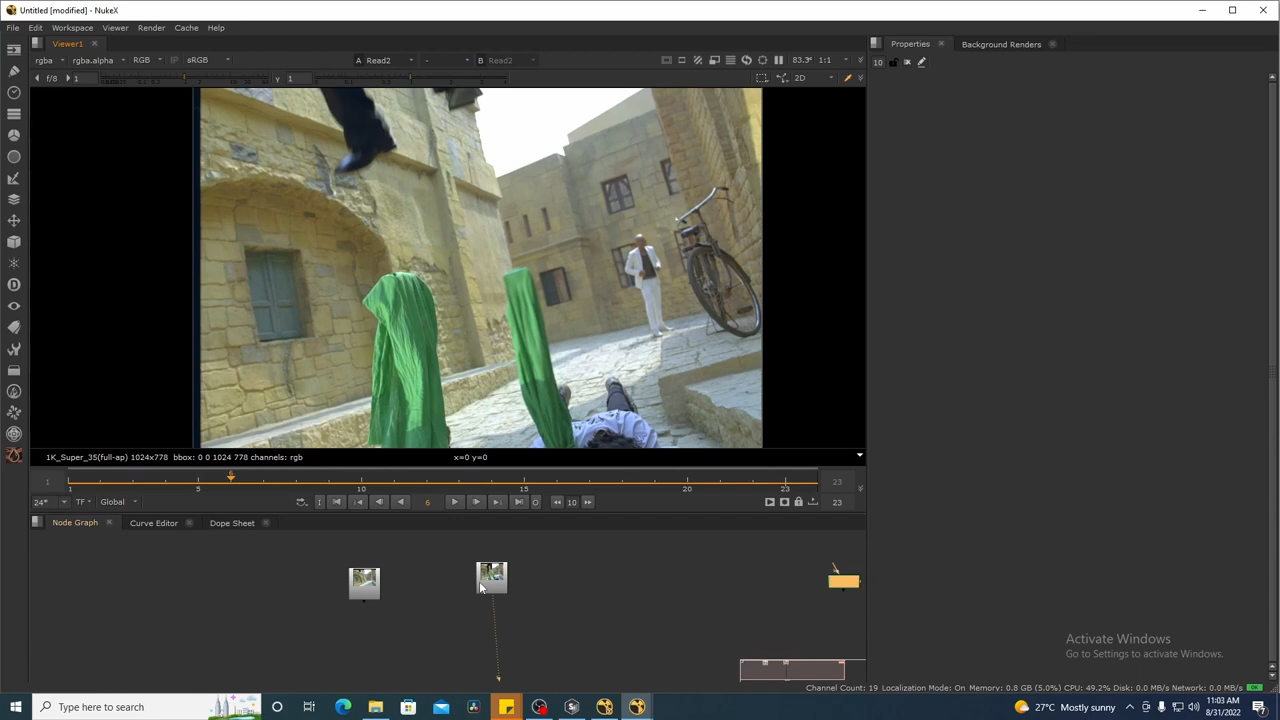 Untitled [modified] - NukeX
File Edit Workspace Viewer Render Cache Help
Viewer1
Properties
Background Renders
rgba rgba.alpha RGB sRGB A Read2 - B Read2 83.3% 1:1
10
f/8 1 Y 1 2D
1K_Super_35(full-ap) 1024x778 bbox: 0 0 1024 778 channels: rgb x=0 y=0
1 1 5 6 10 15 20 23 23
24* TF Global 6 10 23
Node Graph Curve Editor Dope Sheet
Activate Windows
Go to Settings to activate Windows.
Channel Count: 19 Localization Mode: On Memory: 0.8 GB (5.0%) CPU: 49.2% Disk: 0.0 MB/s Network: 0.0 MB/s OK
Type here to search
27°C Mostly sunny
11:03 AM
8/31/2022